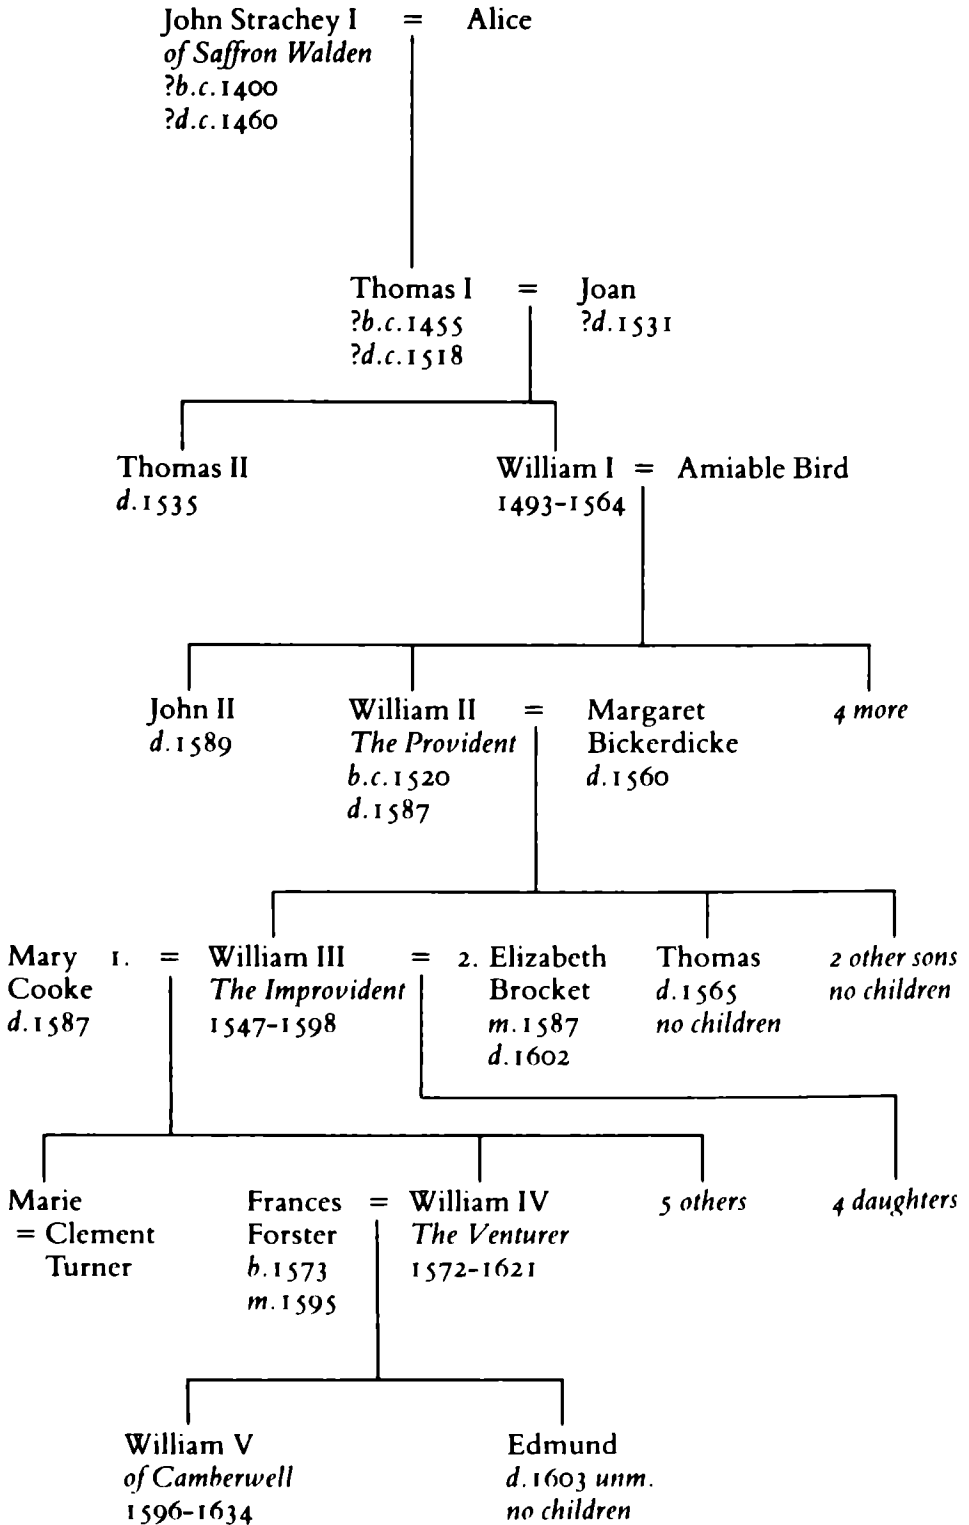 John Strachey I = Alice
of Saffron Walden
?b.c.1400
?d.c.1460
Thomas I = Joan
?b.c.1455 ?d.1531
?d.c.1518
Thomas II William I = Amiable Bird
d.1535 1493-1564
John II William II = Margaret 4 more
d.1589 The Provident Bickerdicke
b.c.1520 d.1560
d.1587
Mary 1. = William III = 2. Elizabeth Thomas 2 other sons
Cooke The Improvident Brocket d.1565 no children
d.1587 1547-1598 m.1587 no children
d.1602
Marie Frances = William IV 5 others 4 daughters
= Clement Forster The Venturer
Turner b.1573 1572-1621
m.1595
William V Edmund
of Camberwell d.1603 unm.
1596-1634 no children